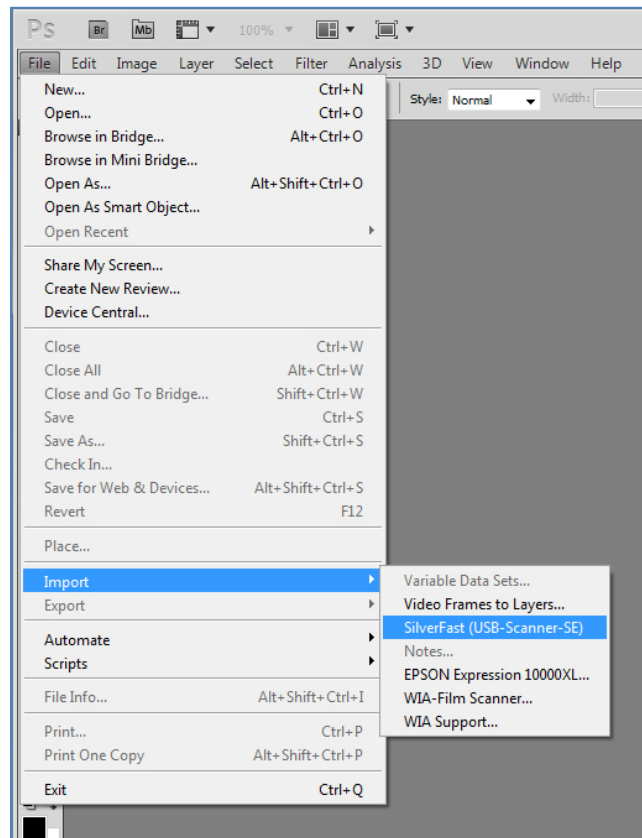 Ps Br Mb 100%
File Edit Image Layer Select Filter Analysis 3D View Window Help
Style: Normal Width:
New... Ctrl+N
Open... Ctrl+O
Browse in Bridge... Alt+Ctrl+O
Browse in Mini Bridge...
Open As... Alt+Shift+Ctrl+O
Open As Smart Object...
Open Recent
Share My Screen...
Create New Review...
Device Central...
Close Ctrl+W
Close All Alt+Ctrl+W
Close and Go To Bridge... Shift+Ctrl+W
Save Ctrl+S
Save As... Shift+Ctrl+S
Check In...
Save for Web & Devices... Alt+Shift+Ctrl+S
Revert F12
Place...
Import
Export
Automate
Scripts
File Info... Alt+Shift+Ctrl+I
Print... Ctrl+P
Print One Copy Alt+Shift+Ctrl+P
Exit Ctrl+Q
Variable Data Sets...
Video Frames to Layers...
SilverFast (USB-Scanner-SE)
Notes...
EPSON Expression 10000XL...
WIA-Film Scanner...
WIA Support...